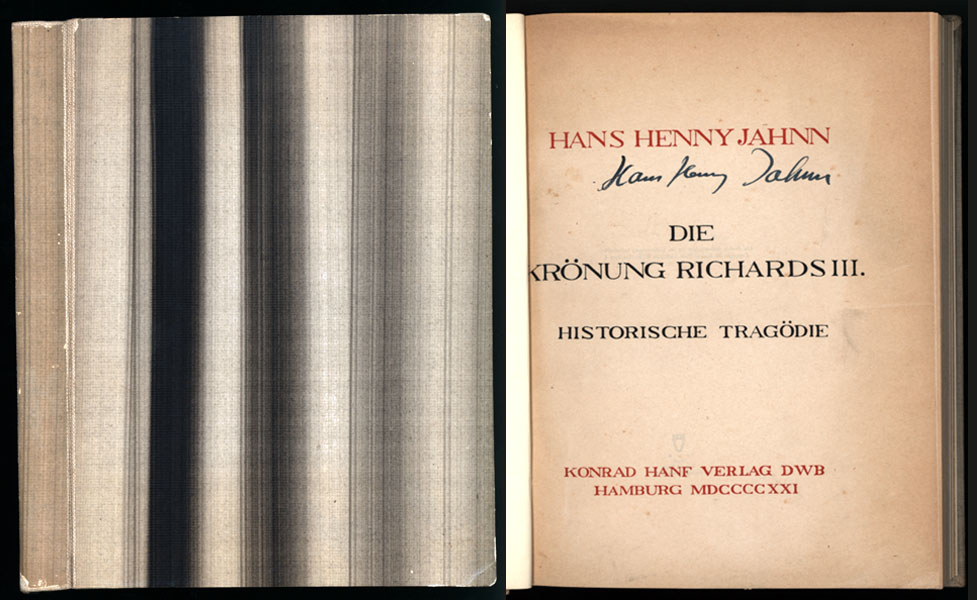 HANS HENNY JAHNN
Hans Henny Jahnn
DIE
KRÖNUNG RICHARDS III.
HISTORISCHE TRAGÖDIE
KONRAD HANF VERLAG DWB
HAMBURG MDCCCCXXI